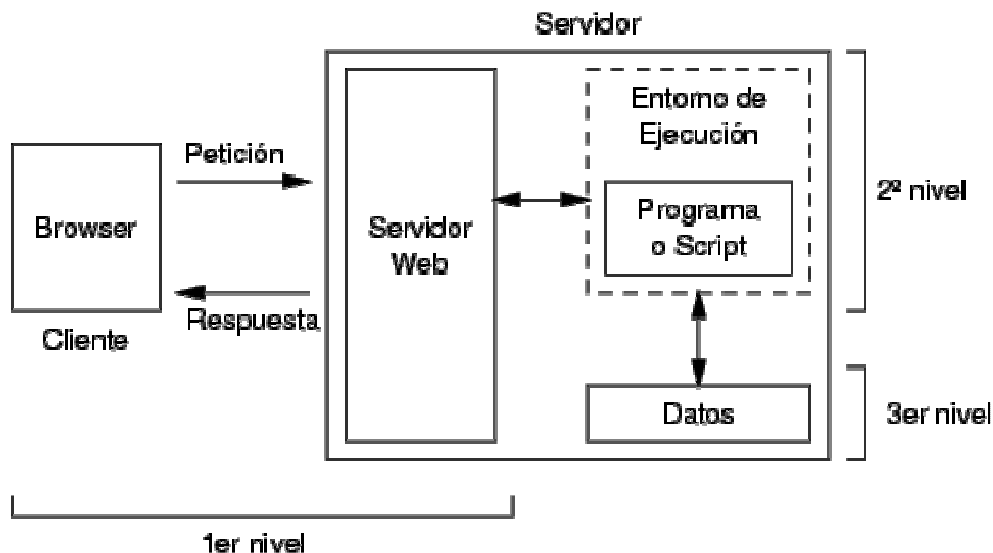 Servidor
Entorno de
Ejecución
Petición
Browser
Servidor
Web
Programa
o Script
2º nivel
Respuesta
Cliente
Datos
3er nivel
1er nivel